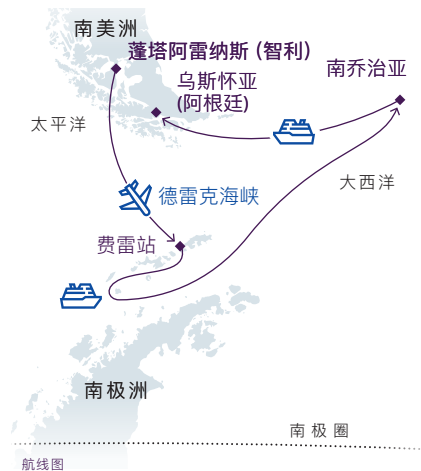 南美洲
蓬塔阿雷纳斯（智利）
南乔治亚
乌斯怀亚
(阿根廷)
太平洋
大西洋
德雷克海峡
费雷站
南极洲
南极圈
航线图